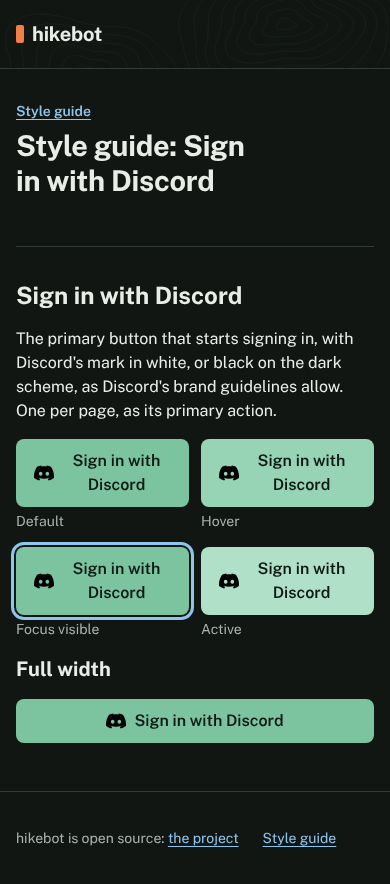 hikebot
Style guide
Style guide: Sign
in with Discord
Sign in with Discord
The primary button that starts signing in, with
Discord's mark in white, or black on the dark
scheme, as Discord's brand guidelines allow.
One per page, as its primary action.
Sign in with
Discord
Sign in with
Discord
Default
Hover
Sign in with
Discord
Sign in with
Discord
Focus visible
Active
Full width
Sign in with Discord
hikebot is open source: the project Style guide